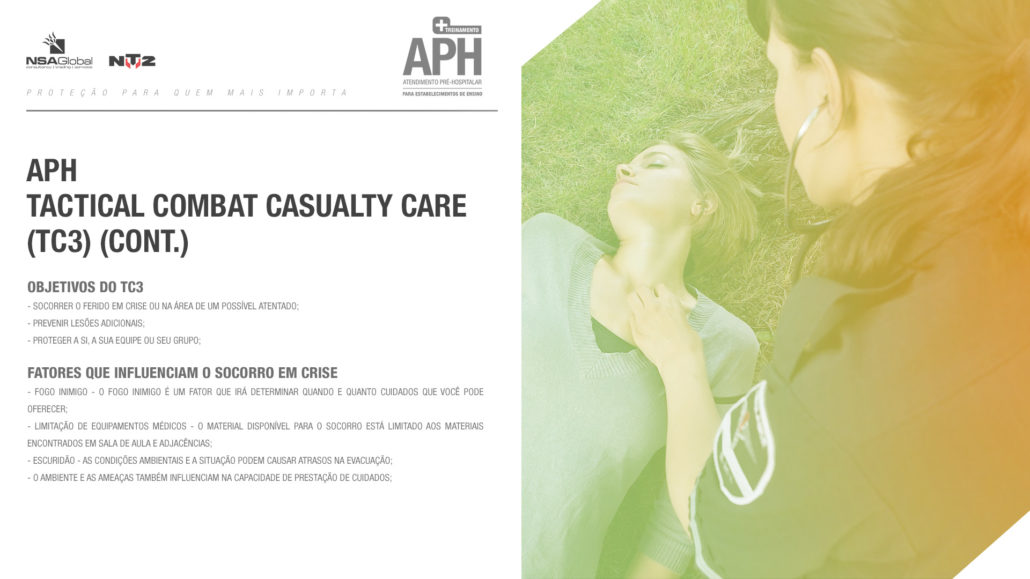 NSAGlobal
consultancy | trading | services
NTZ
TREINAMENTO
APH
ATENDIMENTO PRÉ-HOSPITALAR
PARA ESTABELECIMENTOS DE ENSINO
PROTEÇÃO PARA QUEM MAIS IMPORTA
APH
TACTICAL COMBAT CASUALTY CARE
(TC3) (CONT.)
OBJETIVOS DO TC3
- SOCORRER O FERIDO EM CRISE OU NA ÁREA DE UM POSSÍVEL ATENTADO;
- PREVENIR LESÕES ADICIONAIS;
- PROTEGER A SI, A SUA EQUIPE OU SEU GRUPO;
FATORES QUE INFLUENCIAM O SOCORRO EM CRISE
- FOGO INIMIGO - O FOGO INIMIGO É UM FATOR QUE IRÁ DETERMINAR QUANDO E QUANTO CUIDADOS QUE VOCÊ PODE
OFERECER;
- LIMITAÇÃO DE EQUIPAMENTOS MÉDICOS - O MATERIAL DISPONÍVEL PARA O SOCORRO ESTÁ LIMITADO AOS MATERIAIS
ENCONTRADOS EM SALA DE AULA E ADJACÊNCIAS;
- ESCURIDÃO - AS CONDIÇÕES AMBIENTAIS E A SITUAÇÃO PODEM CAUSAR ATRASOS NA EVACUAÇÃO;
- O AMBIENTE E AS AMEAÇAS TAMBÉM INFLUENCIAM NA CAPACIDADE DE PRESTAÇÃO DE CUIDADOS;